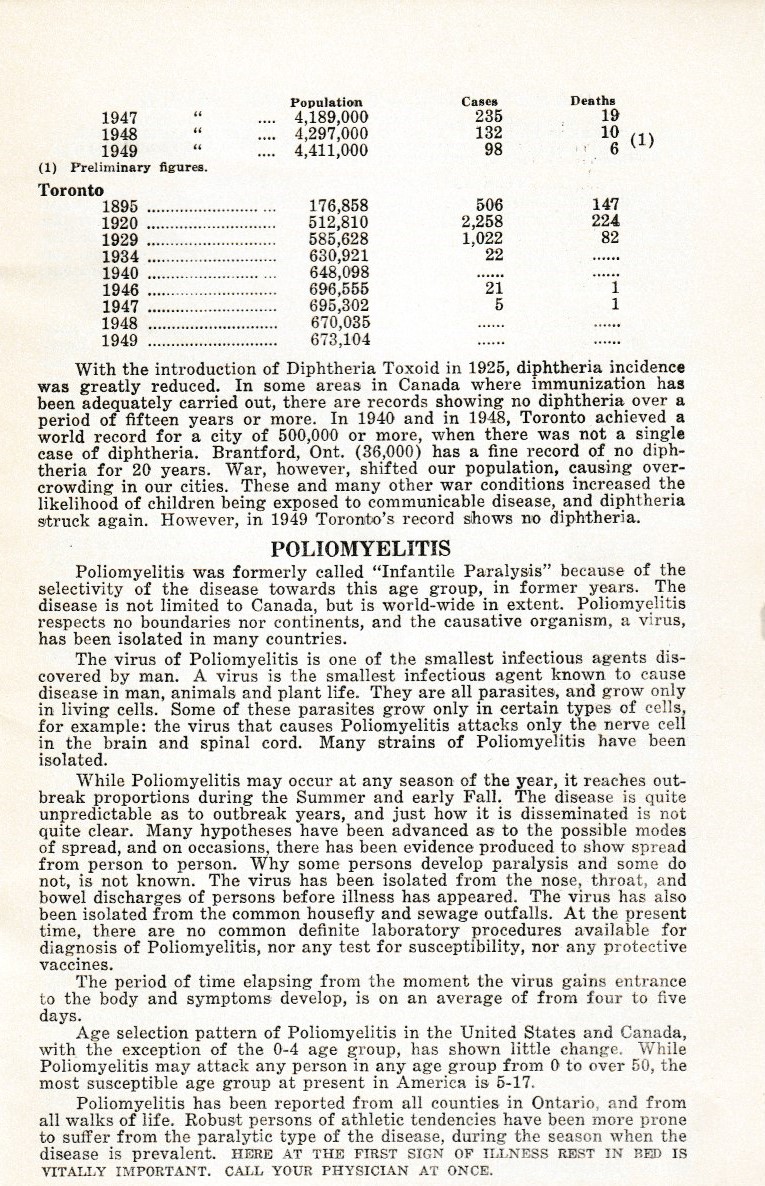 Population Cases Deaths
1947 “ .... 4,189,000 235 19
1948 “ .... 4,297,000 132 10 (1)
1949 “ .... 4,411,000 98 6
(1) Preliminary figures.
Toronto
1895 ........................... 176,858 506 147
1920 ........................... 512,810 2,258 224
1929 ........................... 585,628 1,022 82
1934 ........................... 630,921 22 ......
1940 ........................... 648,098 ...... ......
1946 ........................... 696,555 21 1
1947 ........................... 695,302 5 1
1948 ........................... 670,035 ...... ......
1949 ........................... 673,104 ...... ......
With the introduction of Diphtheria Toxoid in 1925, diphtheria incidence
was greatly reduced. In some areas in Canada where immunization has
been adequately carried out, there are records showing no diphtheria over a
period of fifteen years or more. In 1940 and in 1948, Toronto achieved a
world record for a city of 500,000 or more, when there was not a single
case of diphtheria. Brantford, Ont. (36,000) has a fine record of no diph-
theria for 20 years. War, however, shifted our population, causing over-
crowding in our cities. These and many other war conditions increased the
likelihood of children being exposed to communicable disease, and diphtheria
struck again. However, in 1949 Toronto's record shows no diphtheria.
POLIOMYELITIS
Poliomyelitis was formerly called “Infantile Paralysis” because of the
selectivity of the disease towards this age group, in former years. The
disease is not limited to Canada, but is world-wide in extent. Poliomyelitis
respects no boundaries nor continents, and the causative organism, a virus,
has been isolated in many countries.
The virus of Poliomyelitis is one of the smallest infectious agents dis-
covered by man. A virus is the smallest infectious agent known to cause
disease in man, animals and plant life. They are all parasites, and grow only
in living cells. Some of these parasites grow only in certain types of cells,
for example: the virus that causes Poliomyelitis attacks only the nerve cell
in the brain and spinal cord. Many strains of Poliomyelitis have been
isolated.
While Poliomyelitis may occur at any season of the year, it reaches out-
break proportions during the Summer and early Fall. The disease is quite
unpredictable as to outbreak years, and just how it is disseminated is not
quite clear. Many hypotheses have been advanced as to the possible modes
of spread, and on occasions, there has been evidence produced to show spread
from person to person. Why some persons develop paralysis and some do
not, is not known. The virus has been isolated from the nose, throat, and
bowel discharges of persons before illness has appeared. The virus has also
been isolated from the common housefly and sewage outfalls. At the present
time, there are no common definite laboratory procedures available for
diagnosis of Poliomyelitis, nor any test for susceptibility, nor any protective
vaccines.
The period of time elapsing from the moment the virus gains entrance
to the body and symptoms develop, is on an average of from four to five
days.
Age selection pattern of Poliomyelitis in the United States and Canada,
with the exception of the 0-4 age group, has shown little change. While
Poliomyelitis may attack any person in any age group from 0 to over 50, the
most susceptible age group at present in America is 5-17.
Poliomyelitis has been reported from all counties in Ontario, and from
all walks of life. Robust persons of athletic tendencies have been more prone
to suffer from the paralytic type of the disease, during the season when the
disease is prevalent. HERE AT THE FIRST SIGN OF ILLNESS REST IN BED IS
VITALLY IMPORTANT. CALL YOUR PHYSICIAN AT ONCE.